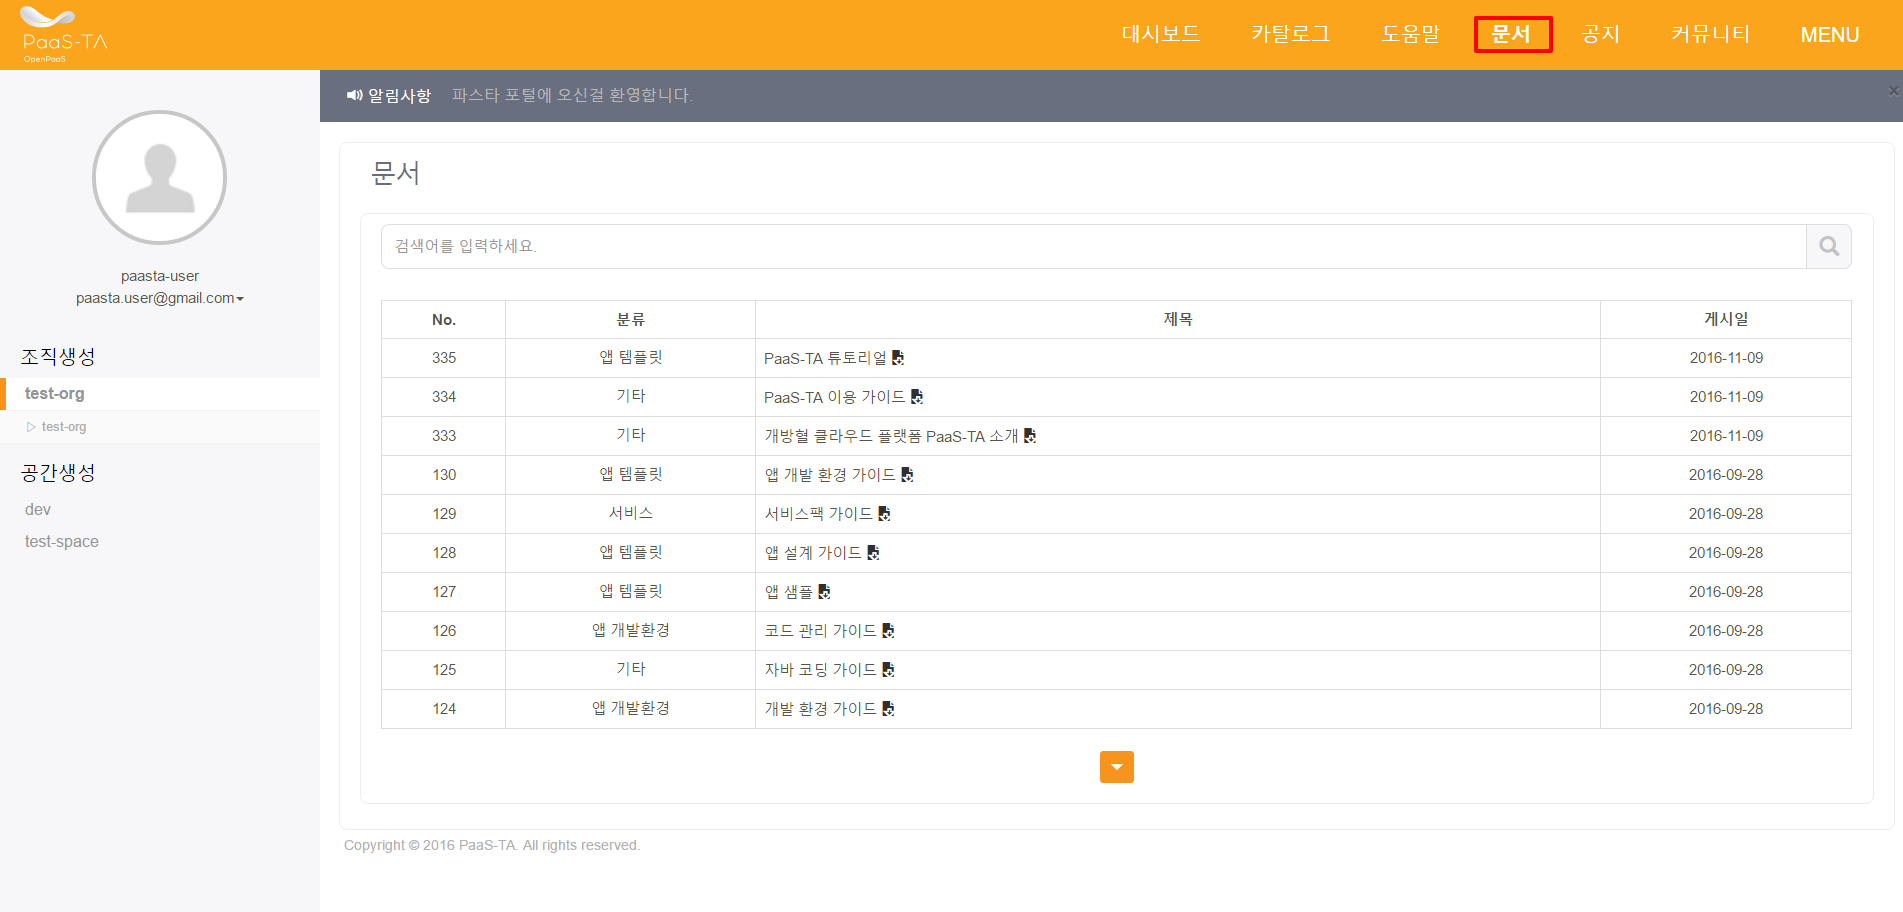 PaaS-TA
OpenPaaS
대시보드 카탈로그 도움말 문서 공지 커뮤니티 MENU
알림사항 파스타 포털에 오신걸 환영합니다. ×
paasta-user
paasta.user@gmail.com
조직생성
test-org
test-org
공간생성
dev
test-space
문서
검색어를 입력하세요.
No. 분류 제목 게시일
335 앱 템플릿 PaaS-TA 튜토리얼 2016-11-09
334 기타 PaaS-TA 이용 가이드 2016-11-09
333 기타 개방형 클라우드 플랫폼 PaaS-TA 소개 2016-11-09
130 앱 템플릿 앱 개발 환경 가이드 2016-09-28
129 서비스 서비스팩 가이드 2016-09-28
128 앱 템플릿 앱 설계 가이드 2016-09-28
127 앱 템플릿 앱 샘플 2016-09-28
126 앱 개발환경 코드 관리 가이드 2016-09-28
125 기타 자바 코딩 가이드 2016-09-28
124 앱 개발환경 개발 환경 가이드 2016-09-28
Copyright © 2016 PaaS-TA. All rights reserved.